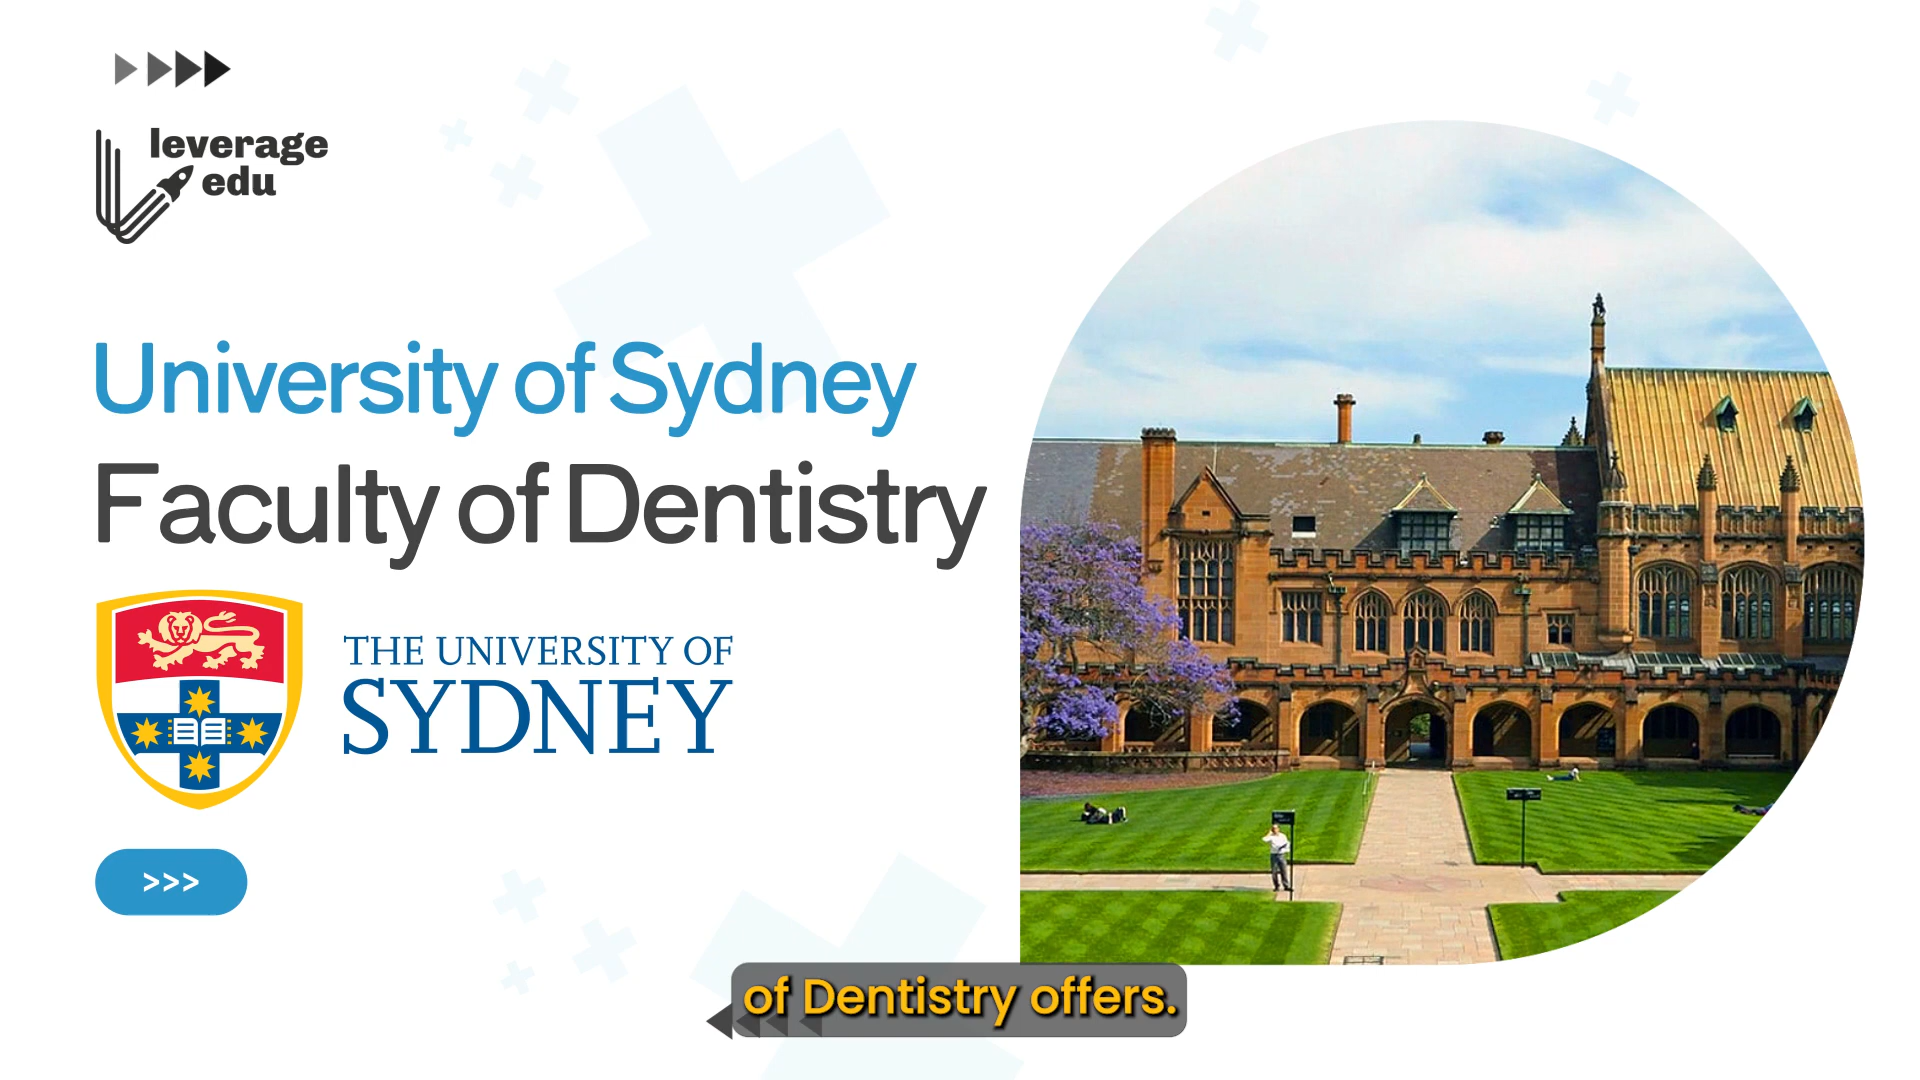 leverage
edu
University of Sydney
Faculty of Dentistry
THE UNIVERSITY OF
SYDNEY
>>>
of Dentistry offers.